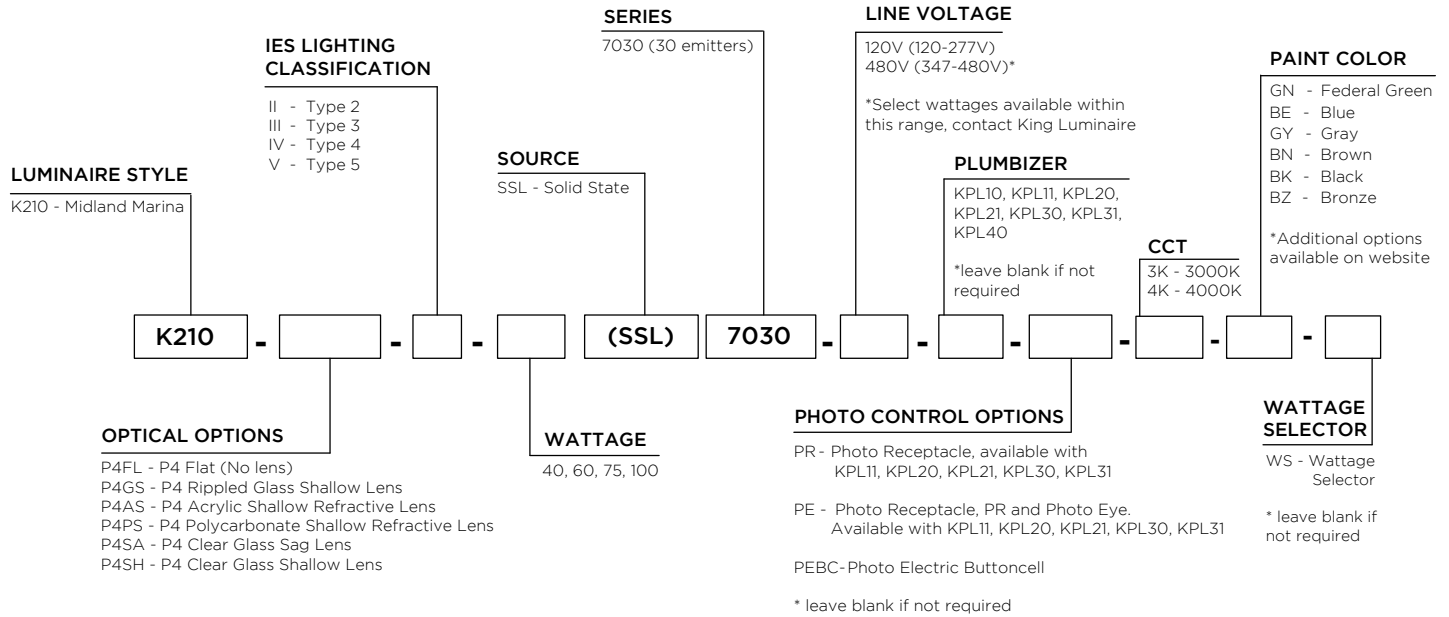 LUMINAIRE STYLE
K210 - Midland Marina
IES LIGHTING
CLASSIFICATION
II - Type 2
III - Type 3
IV - Type 4
V - Type 5
SOURCE
SSL - Solid State
SERIES
7030 (30 emitters)
LINE VOLTAGE
120V (120-277V)
480V (347-480V)*
*Select wattages available within
this range, contact King Luminaire
PLUMBIZER
KPL10, KPL11, KPL20,
KPL21, KPL30, KPL31,
KPL40
*leave blank if not
required
CCT
3K - 3000K
4K - 4000K
PAINT COLOR
GN - Federal Green
BE - Blue
GY - Gray
BN - Brown
BK - Black
BZ - Bronze
*Additional options
available on website
K210 - - - (SSL) 7030 - - - - - -
OPTICAL OPTIONS
P4FL - P4 Flat (No lens)
P4GS - P4 Rippled Glass Shallow Lens
P4AS - P4 Acrylic Shallow Refractive Lens
P4PS - P4 Polycarbonate Shallow Refractive Lens
P4SA - P4 Clear Glass Sag Lens
P4SH - P4 Clear Glass Shallow Lens
WATTAGE
40, 60, 75, 100
PHOTO CONTROL OPTIONS
PR - Photo Receptacle, available with
KPL11, KPL20, KPL21, KPL30, KPL31
PE - Photo Receptacle, PR and Photo Eye.
Available with KPL11, KPL20, KPL21, KPL30, KPL31
PEBC-Photo Electric Buttoncell
* leave blank if not required
WATTAGE
SELECTOR
WS - Wattage
Selector
* leave blank if
not required